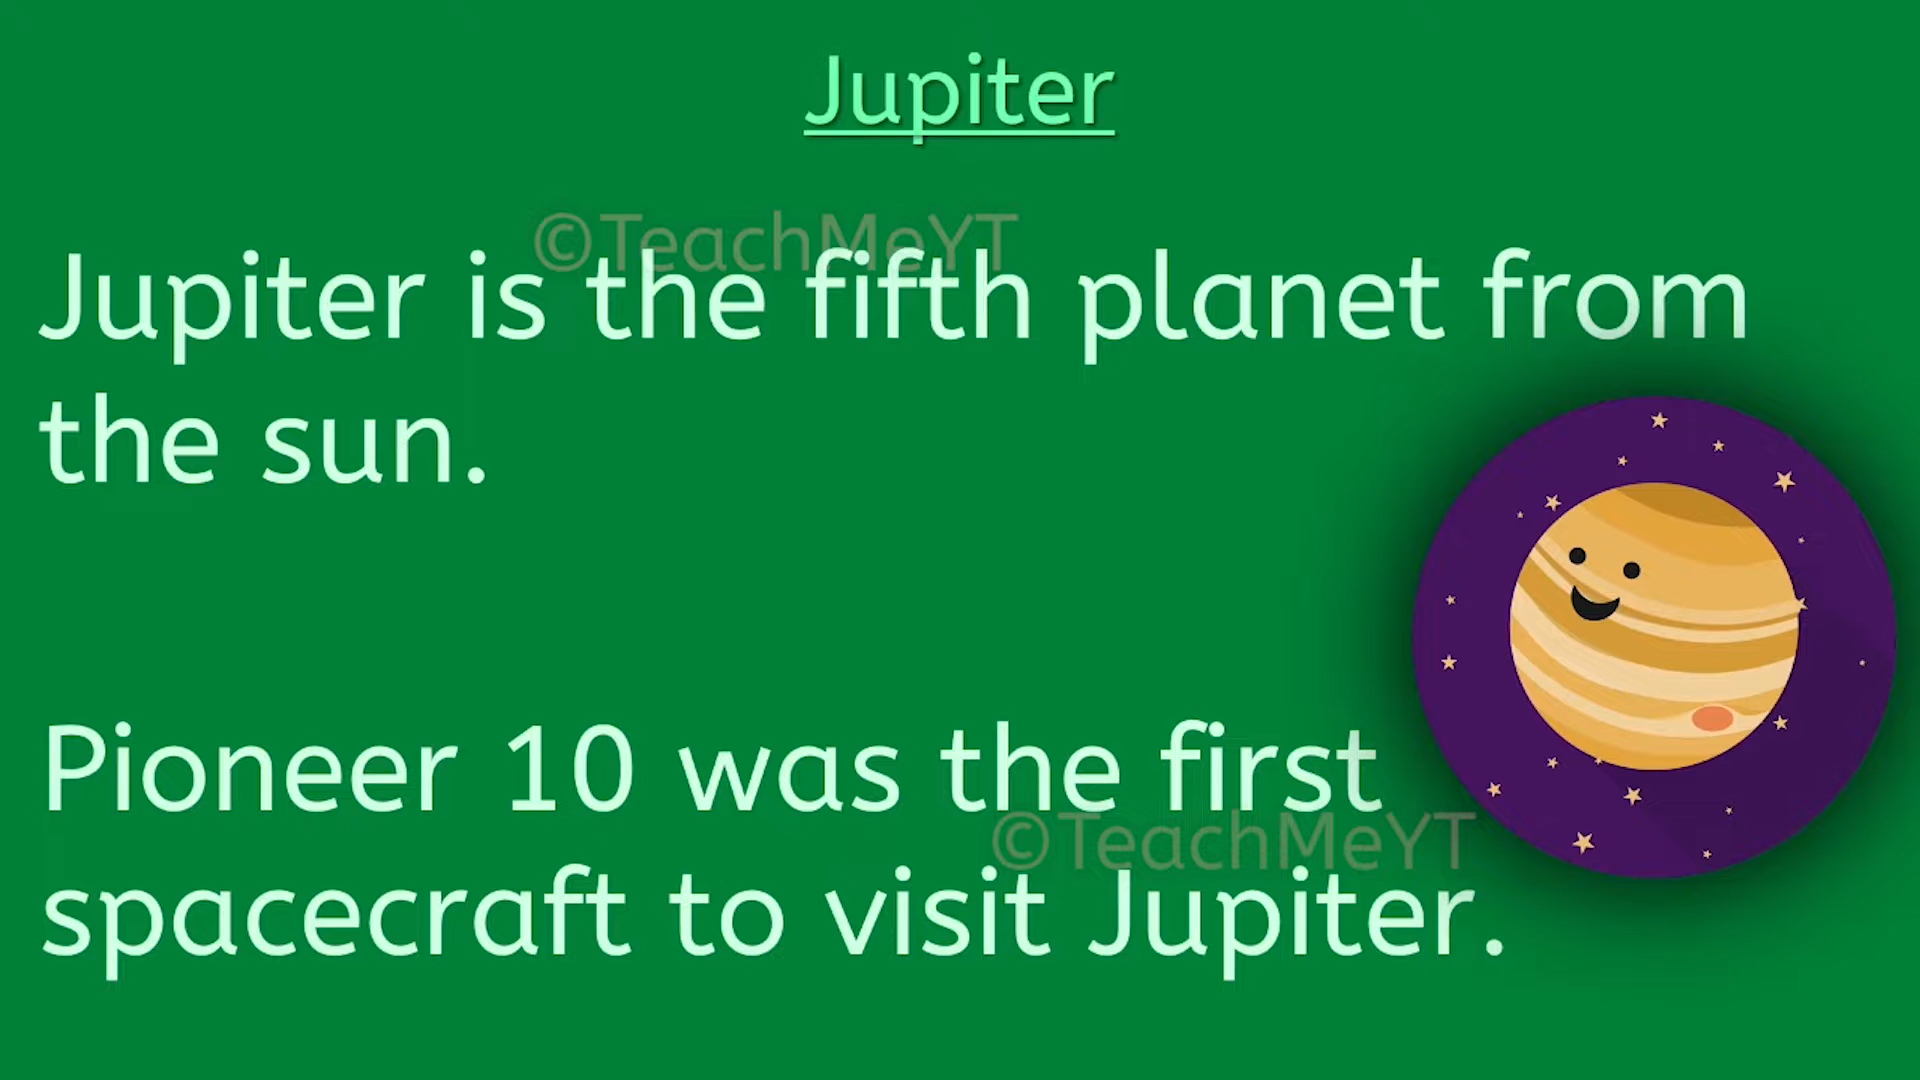 Jupiter
©TeachMeYT
Jupiter is the fifth planet from
the sun.
Pioneer 10 was the first
©TeachMeYT
spacecraft to visit Jupiter.